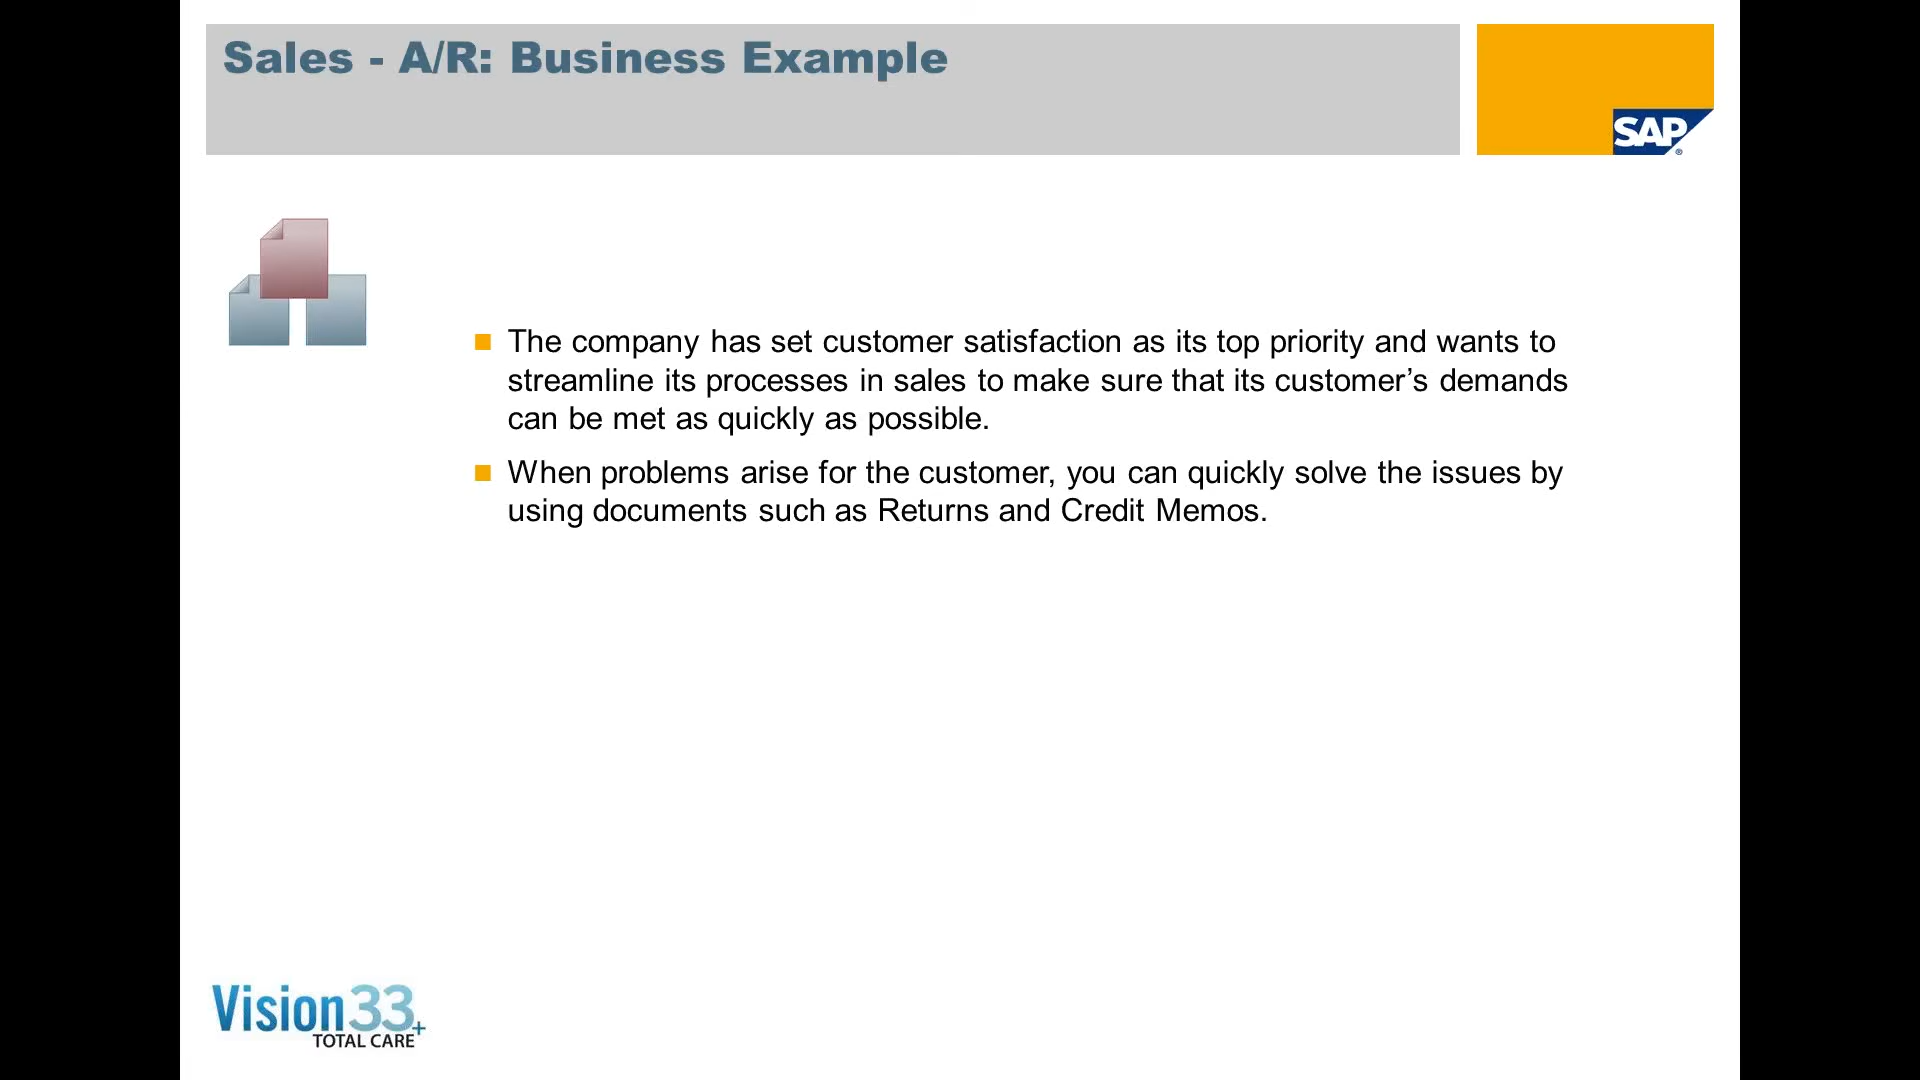 Sales - A/R: Business Example
SAP®
The company has set customer satisfaction as its top priority and wants to
streamline its processes in sales to make sure that its customer’s demands
can be met as quickly as possible.
When problems arise for the customer, you can quickly solve the issues by
using documents such as Returns and Credit Memos.
Vision33+
TOTAL CARE